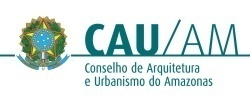 CAU/AM
Conselho de Arquitetura
e Urbanismo do Amazonas